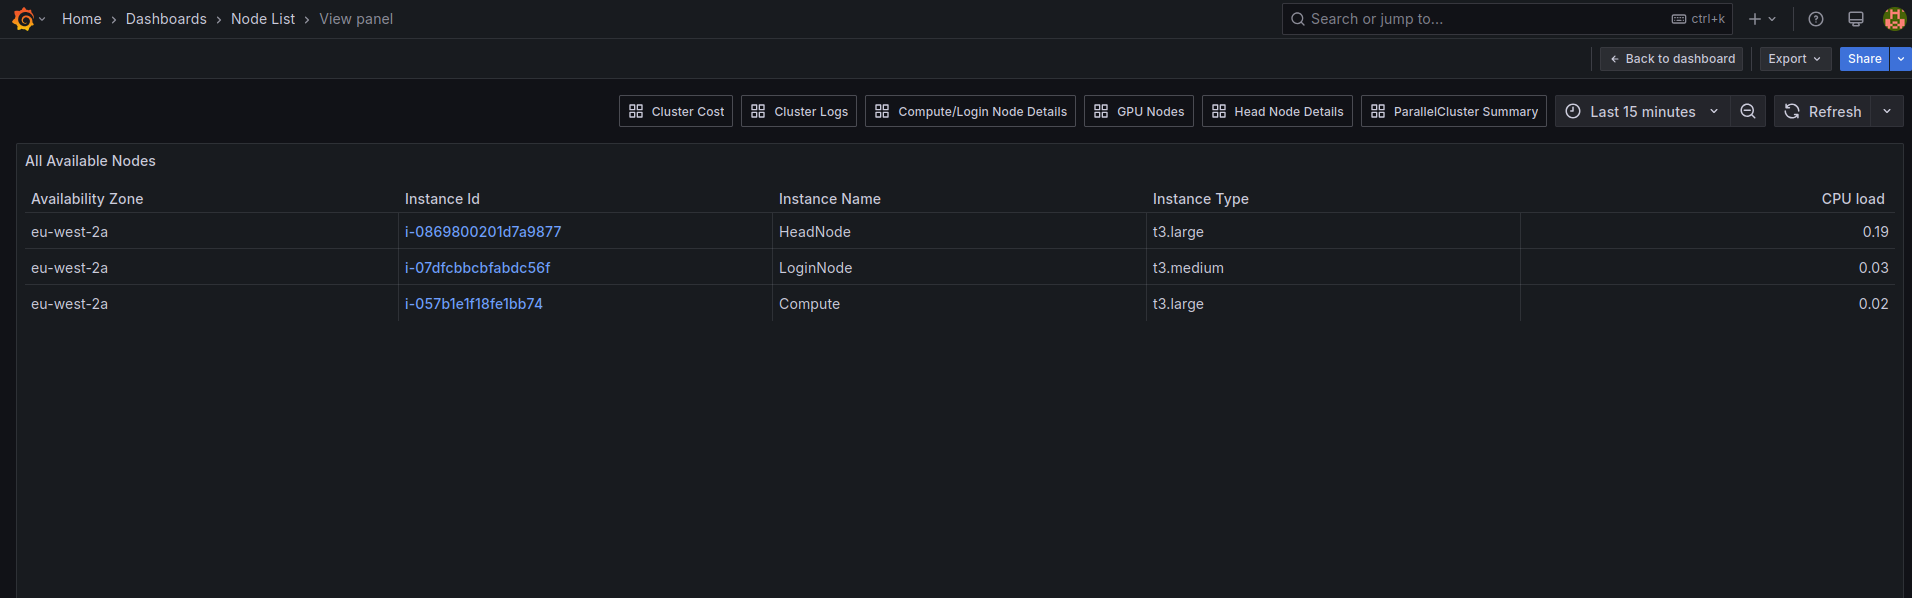 Home › Dashboards › Node List › View panel
Search or jump to... ctrl+k
Back to dashboard Export Share
Cluster Cost Cluster Logs Compute/Login Node Details GPU Nodes Head Node Details ParallelCluster Summary Last 15 minutes Refresh
All Available Nodes
Availability Zone Instance Id Instance Name Instance Type CPU load
eu-west-2a i-0869800201d7a9877 HeadNode t3.large 0.19
eu-west-2a i-07dfcbbcbfabdc56f LoginNode t3.medium 0.03
eu-west-2a i-057b1e1f18fe1bb74 Compute t3.large 0.02